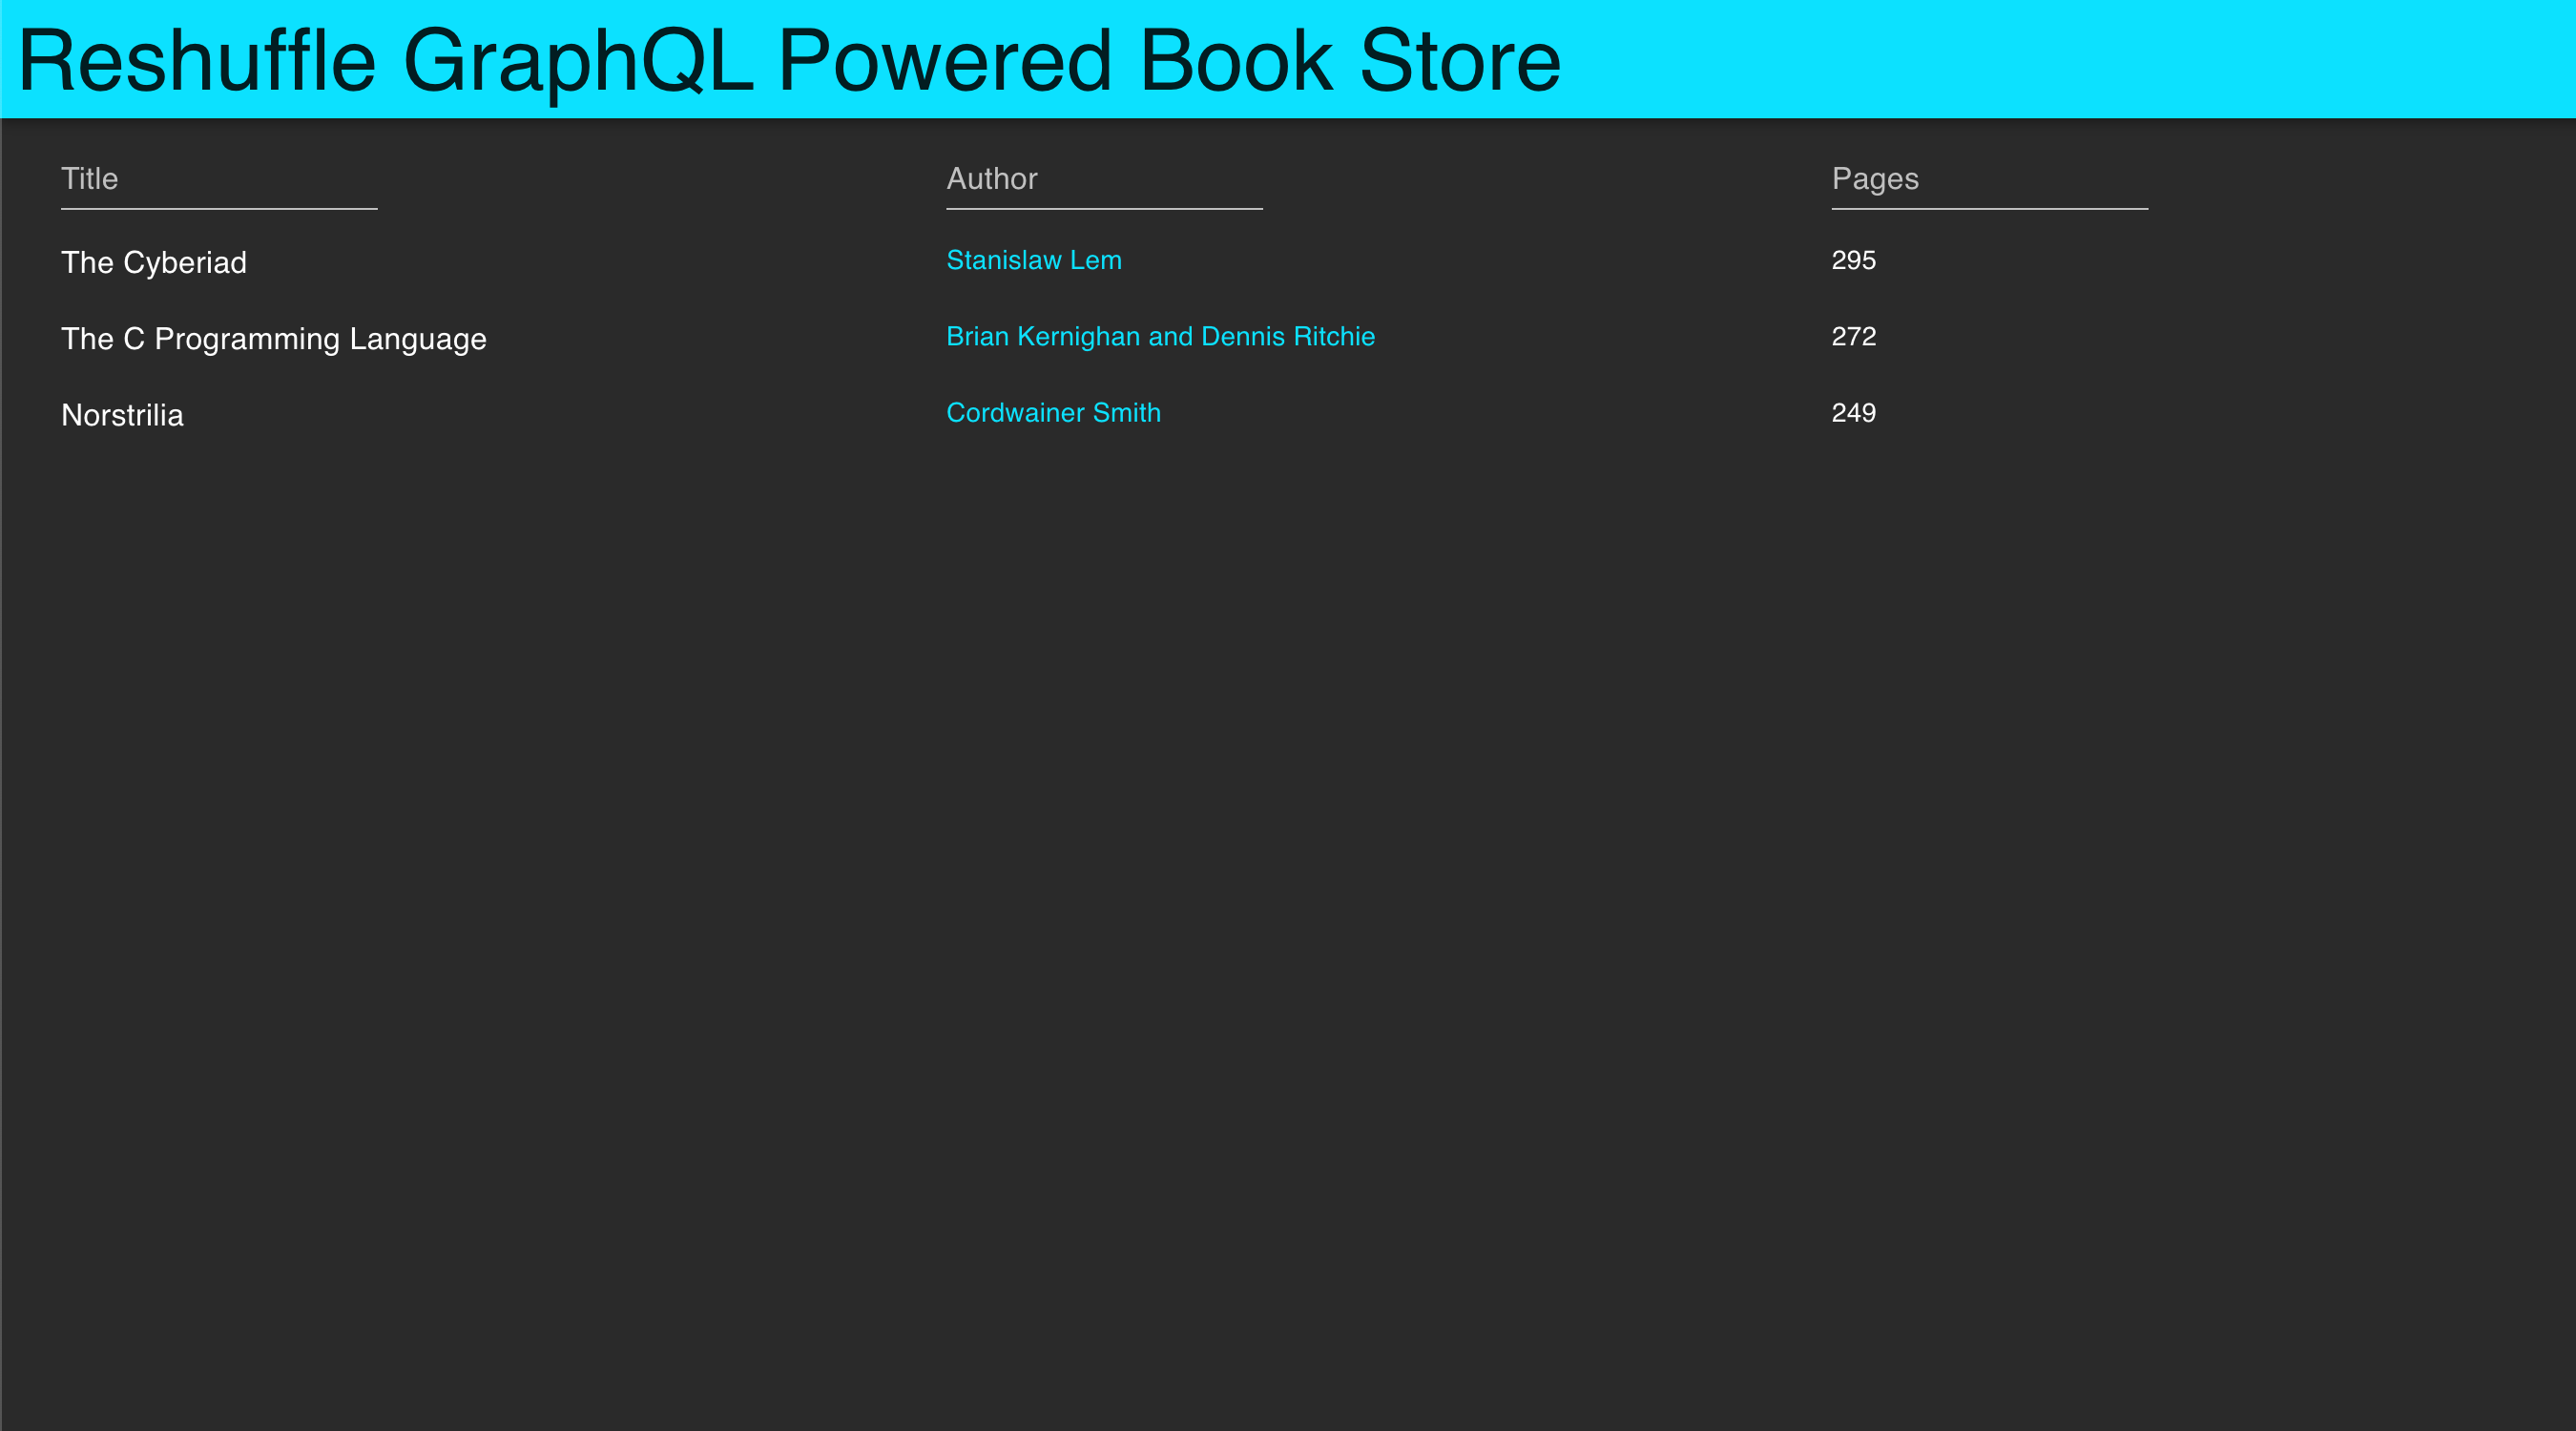 Reshuffle GraphQL Powered Book Store
Title Author Pages
The Cyberiad Stanislaw Lem 295
The C Programming Language Brian Kernighan and Dennis Ritchie 272
Norstrilia Cordwainer Smith 249